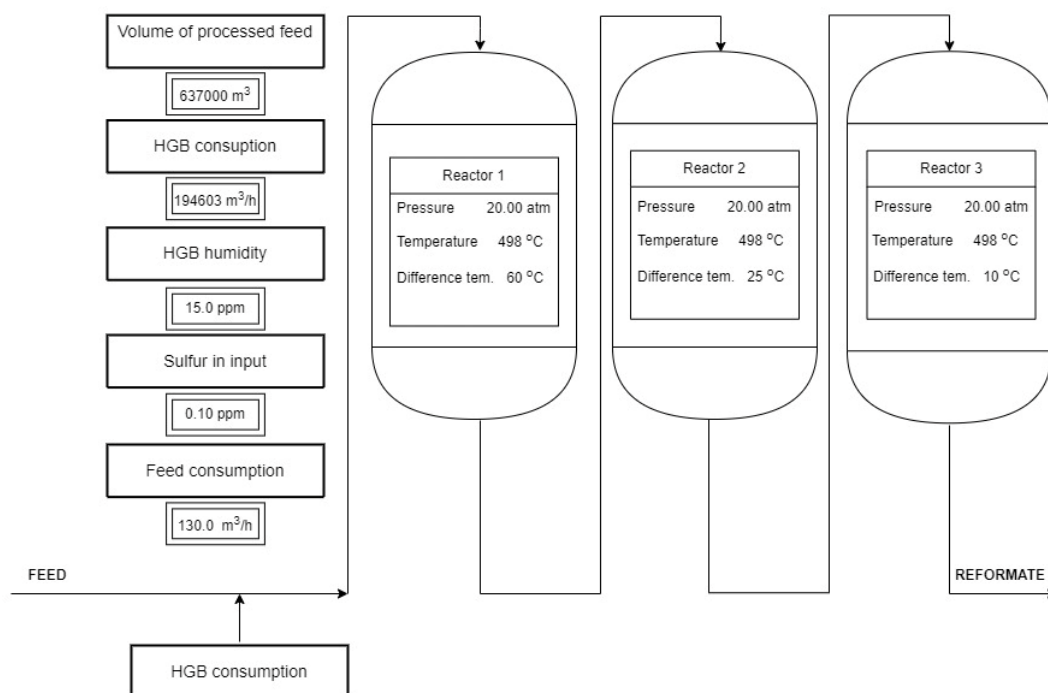 Volume of processed feed
637000 m³
HGB consuption
194603 m³/h
HGB humidity
15.0 ppm
Sulfur in input
0.10 ppm
Feed consumption
130.0 m³/h
FEED
HGB consumption
Reactor 1
Pressure 20.00 atm
Temperature 498 °C
Difference tem. 60 °C
Reactor 2
Pressure 20.00 atm
Temperature 498 °C
Difference tem. 25 °C
Reactor 3
Pressure 20.00 atm
Temperature 498 °C
Difference tem. 10 °C
REFORMATE